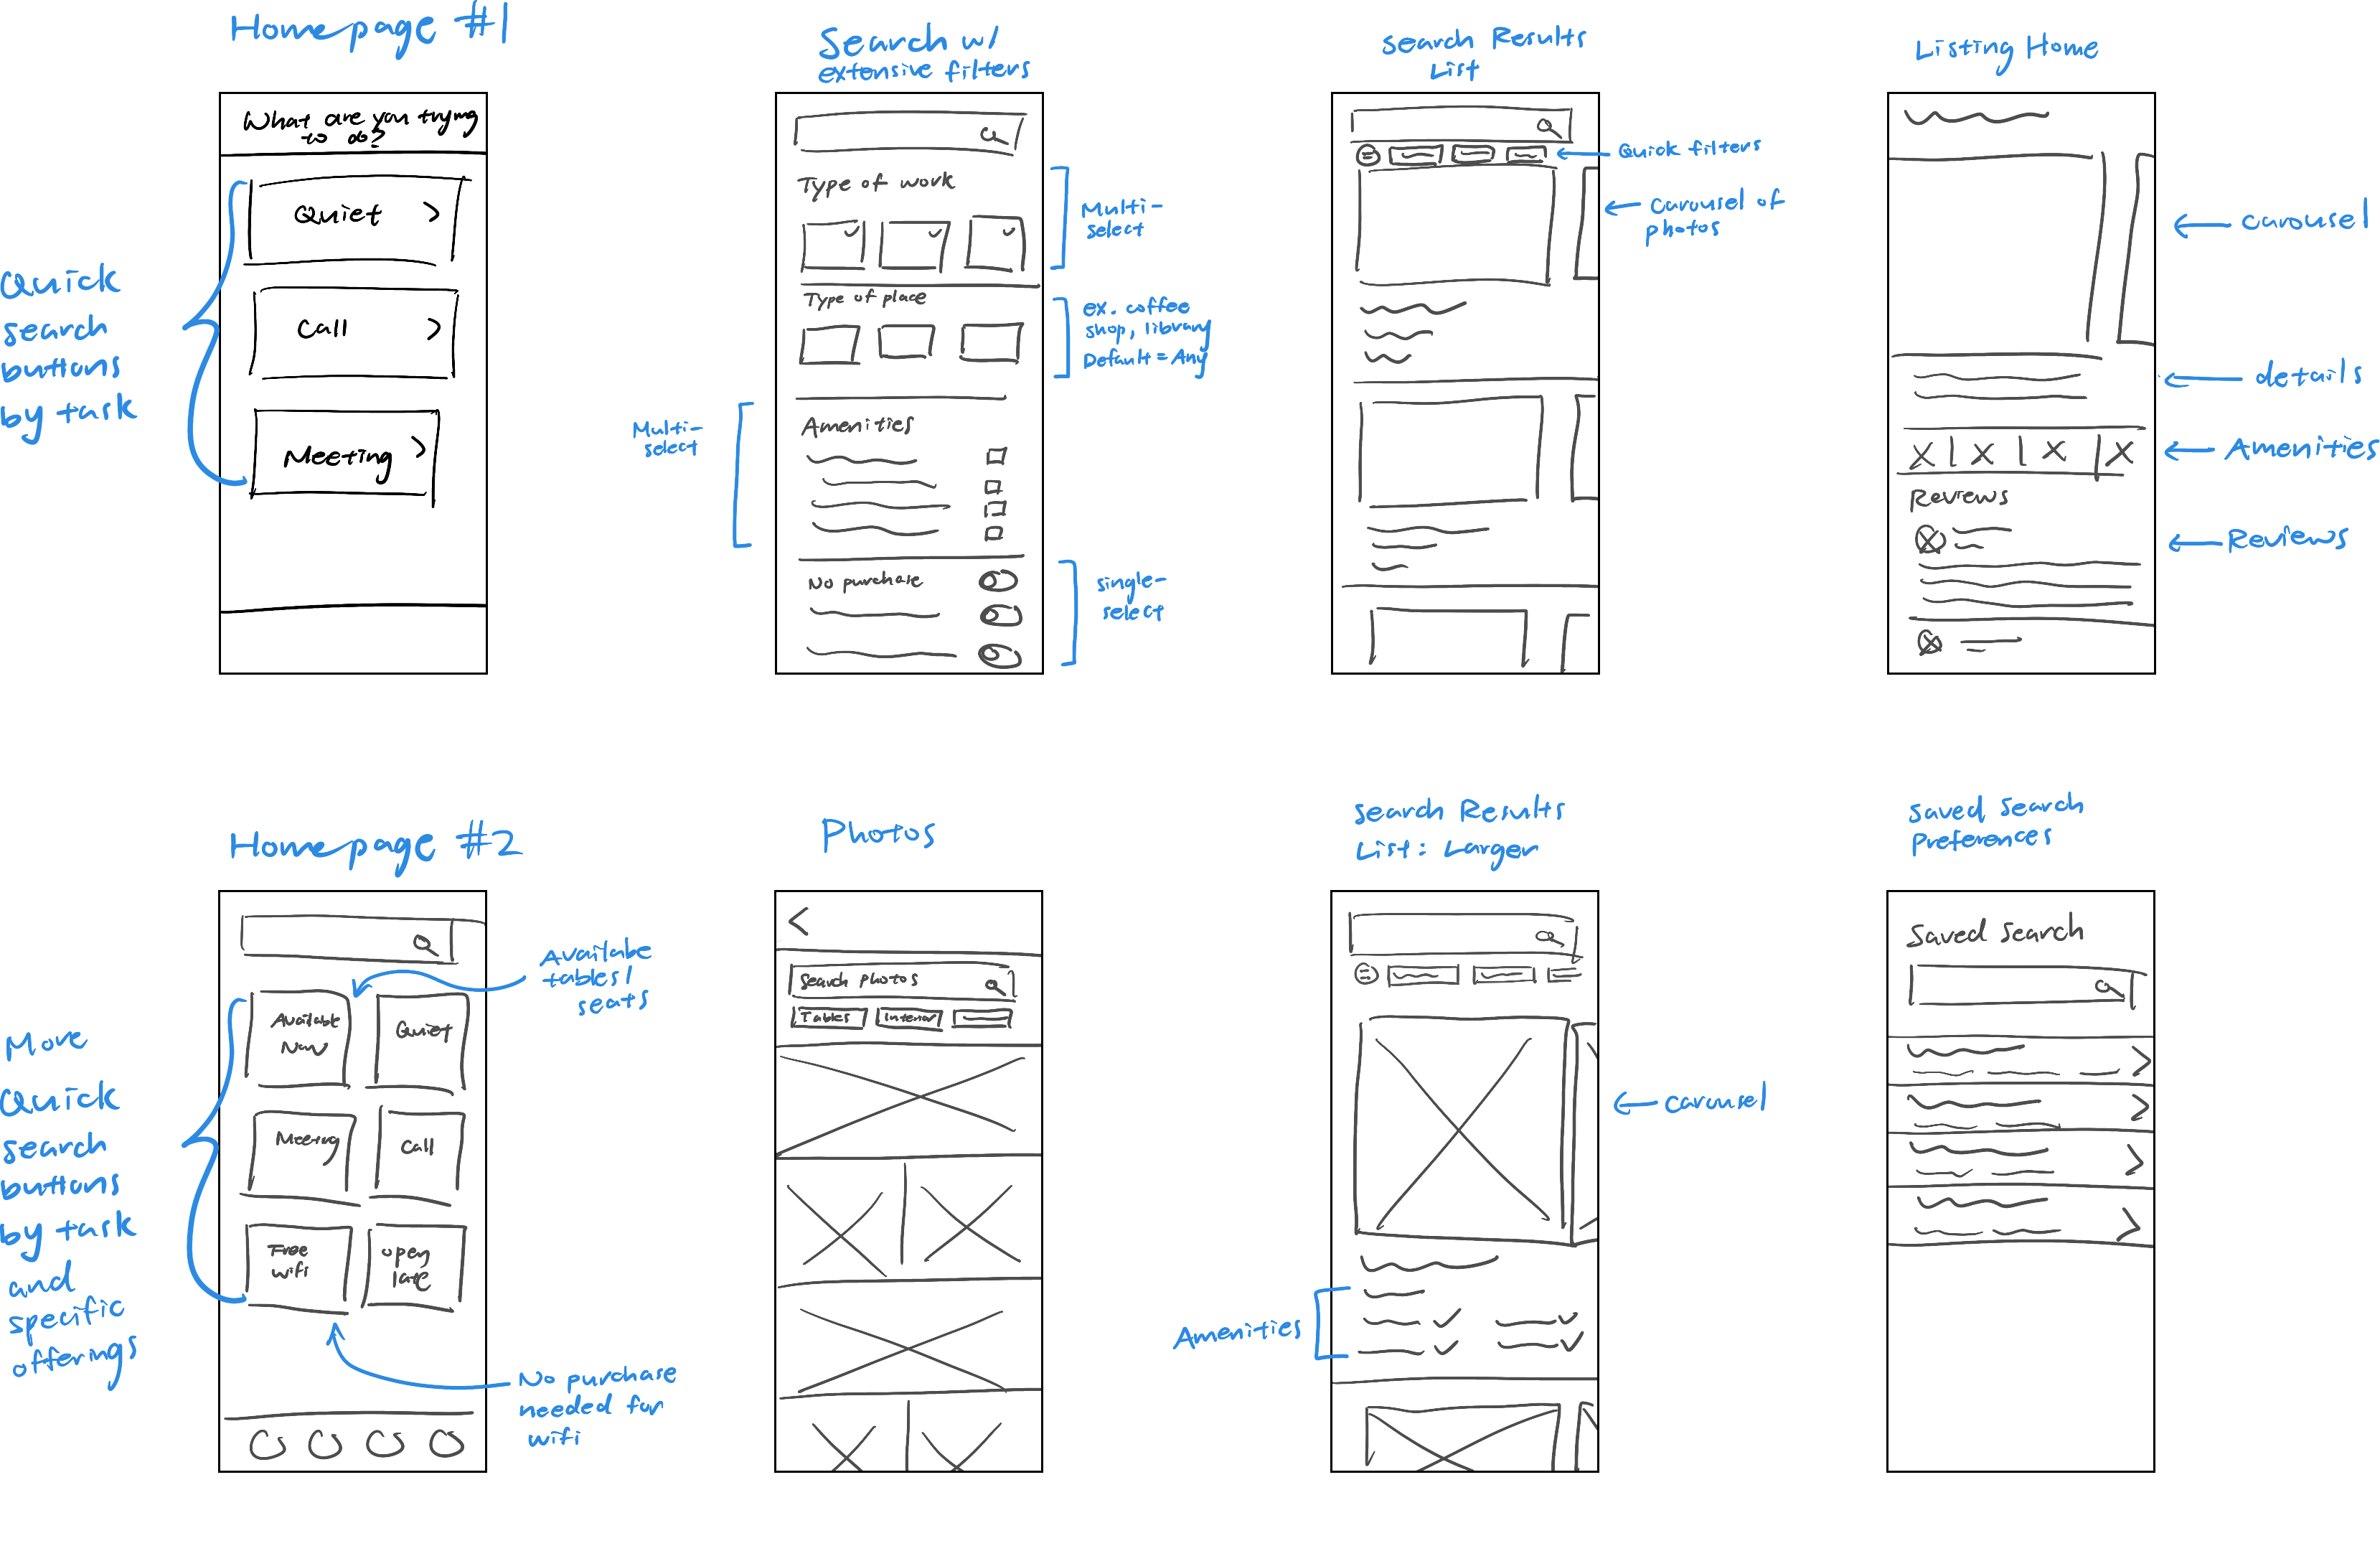 Homepage #1
What are you trying
to do?
Quiet
Call
Meeting
Quick
search
buttons
by task
Search w/
extensive filters
Type of work
Multi-
select
Type of place
ex. coffee
shop, library
Default = Any
Amenities
Multi-
select
No purchase
single-
select
Search Results
List
Quick filters
Carousel of
photos
Listing Home
carousel
details
Amenities
Reviews
Reviews
Homepage #2
Availabe
tables/
seats
Available
Now
Quiet
Meeting
Call
Free
wifi
open
late
More
Quick
search
buttons
by task
and
specific
offerings
No purchase
needed for
wifi
Photos
Search photos
Tables
Interior
Search Results
List: Larger
carousel
Amenities
Saved Search
Preferences
Saved Search